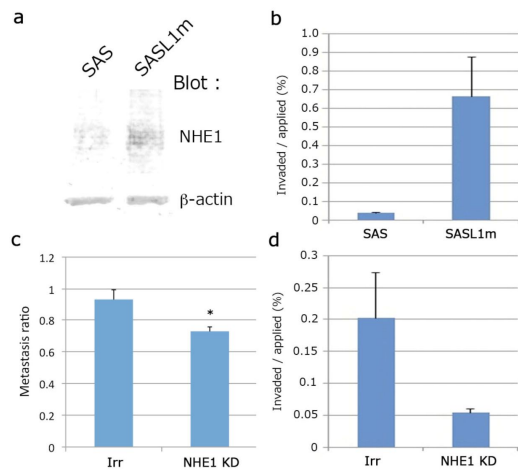 a
SAS
SASL1m
Blot :
NHE1
β-actin
b
Invaded / applied (%)
1.0
0.9
0.8
0.7
0.6
0.5
0.4
0.3
0.2
0.1
0
SAS
SASL1m
c
Metastasis ratio
1.2
1
0.8
0.6
0.4
0.2
0
*
Irr
NHE1 KD
d
Invaded / applied (%)
0.25
0.2
0.15
0.1
0.05
0
Irr
NHE1 KD